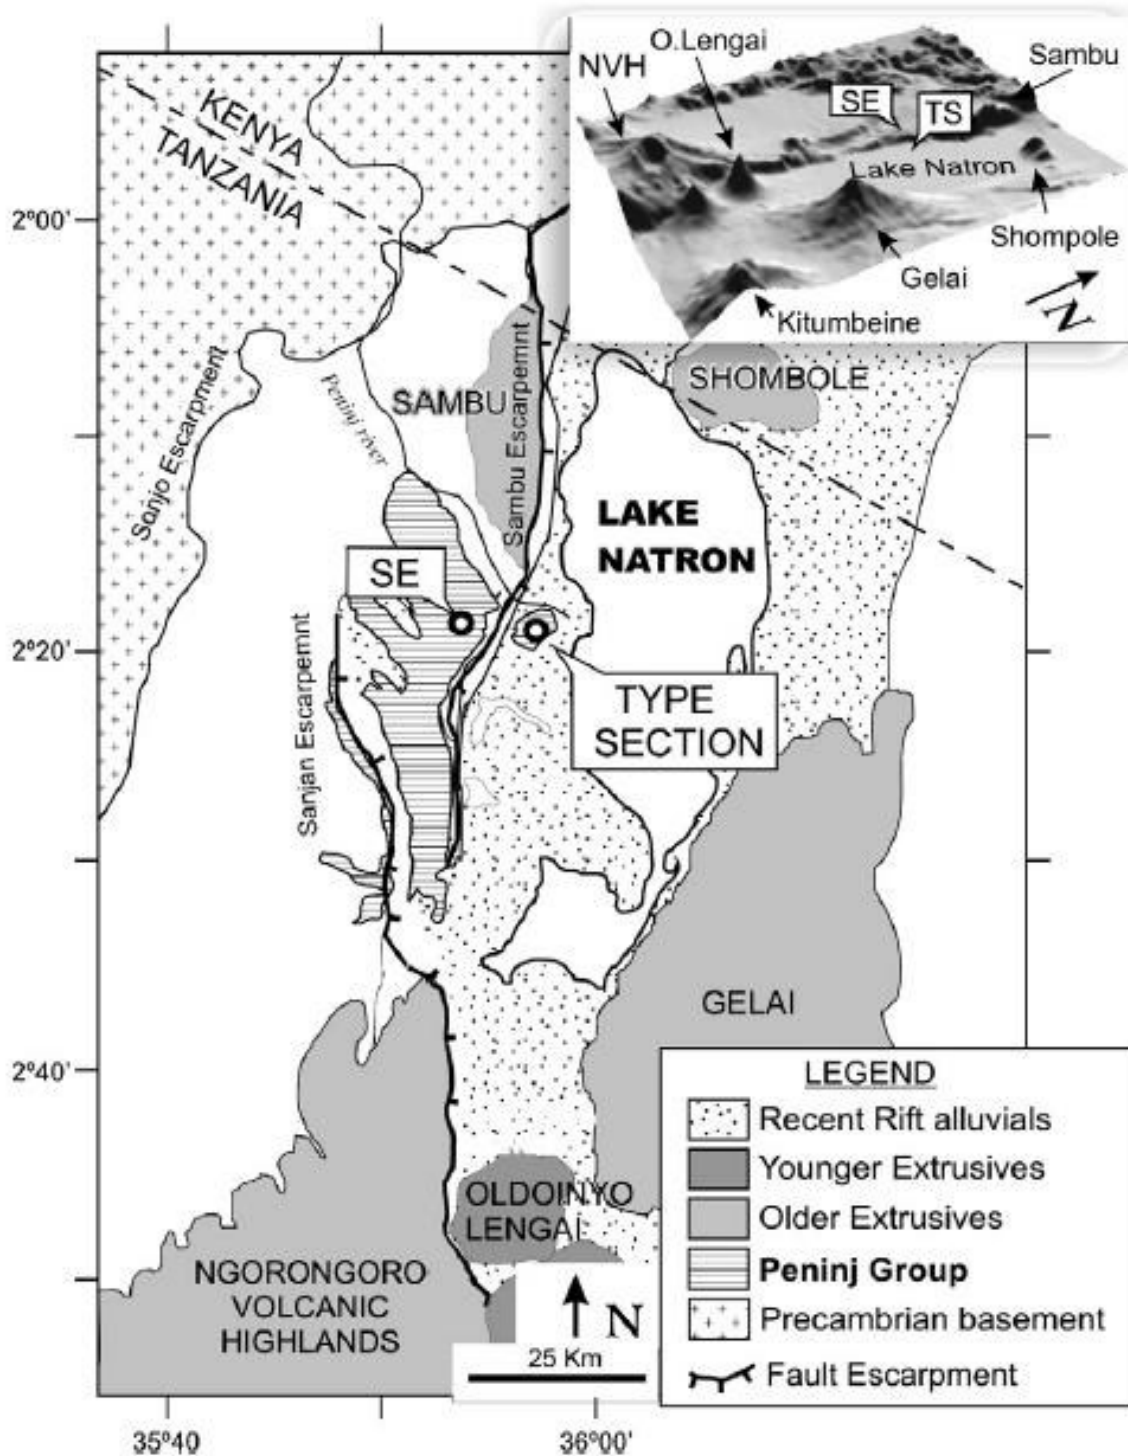 O.Lengai
NVH
Sambu
SE
TS
Lake Natron
Shompole
Gelai
Kitumbeine
N
KENYA
TANZANIA
2º00'
Sonjo Escarpment
Peninj river
SAMBU
Sambu Escarpemnt
SHOMBOLE
LAKE
NATRON
SE
2º20'
TYPE
SECTION
Sanjan Escarpemnt
GELAI
2º40'
OLDOINYO
LENGAI
NGORONGORO
VOLCANIC
HIGHLANDS
N
25 Km
LEGEND
Recent Rift alluvials
Younger Extrusives
Older Extrusives
Peninj Group
Precambrian basement
Fault Escarpment
35º40
36º00'